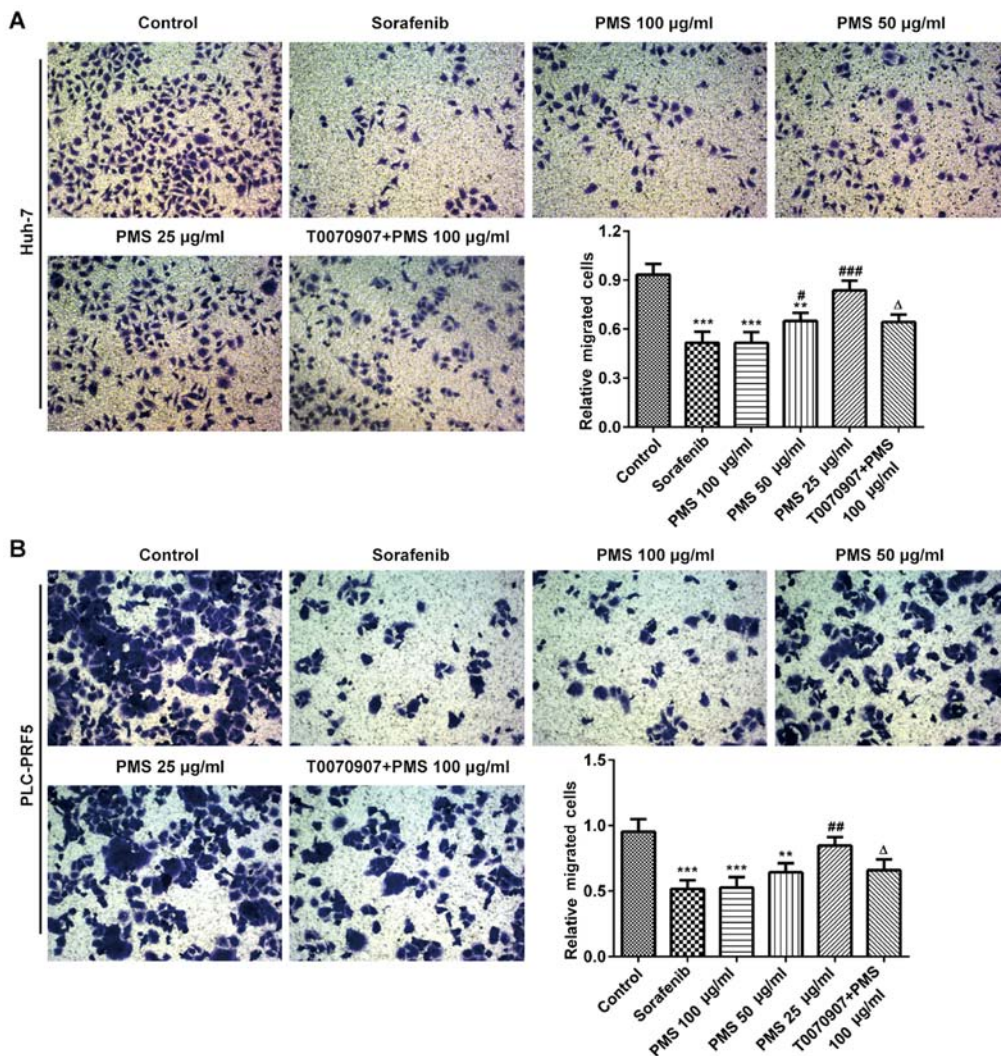 A
Control
Sorafenib
PMS 100 µg/ml
PMS 50 µg/ml
Huh-7
PMS 25 µg/ml
T0070907+PMS 100 µg/ml
Relative migrated cells
1.2
0.9
0.6
0.3
0.0
***
***
#
**
###
Δ
Control
Sorafenib
PMS 100 µg/ml
PMS 50 µg/ml
PMS 25 µg/ml
T0070907+PMS
100 µg/ml
B
Control
Sorafenib
PMS 100 µg/ml
PMS 50 µg/ml
PLC-PRF5
PMS 25 µg/ml
T0070907+PMS 100 µg/ml
Relative migrated cells
1.5
1.0
0.5
0.0
***
***
**
##
Δ
Control
Sorafenib
PMS 100 µg/ml
PMS 50 µg/ml
PMS 25 µg/ml
T0070907+PMS
100 µg/ml